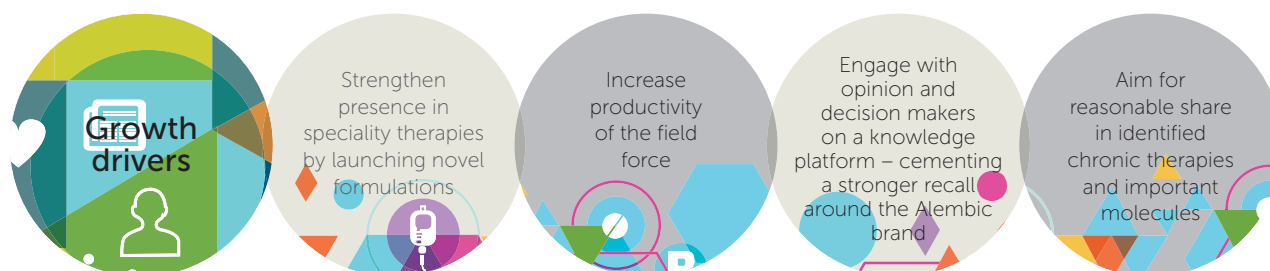 Growth
drivers
Strengthen
presence in
speciality therapies
by launching novel
formulations
Increase
productivity
of the field
force
Engage with
opinion and
decision makers
on a knowledge
platform – cementing
a stronger recall
around the Alembic
brand
Aim for
reasonable share
in identified
chronic therapies
and important
molecules